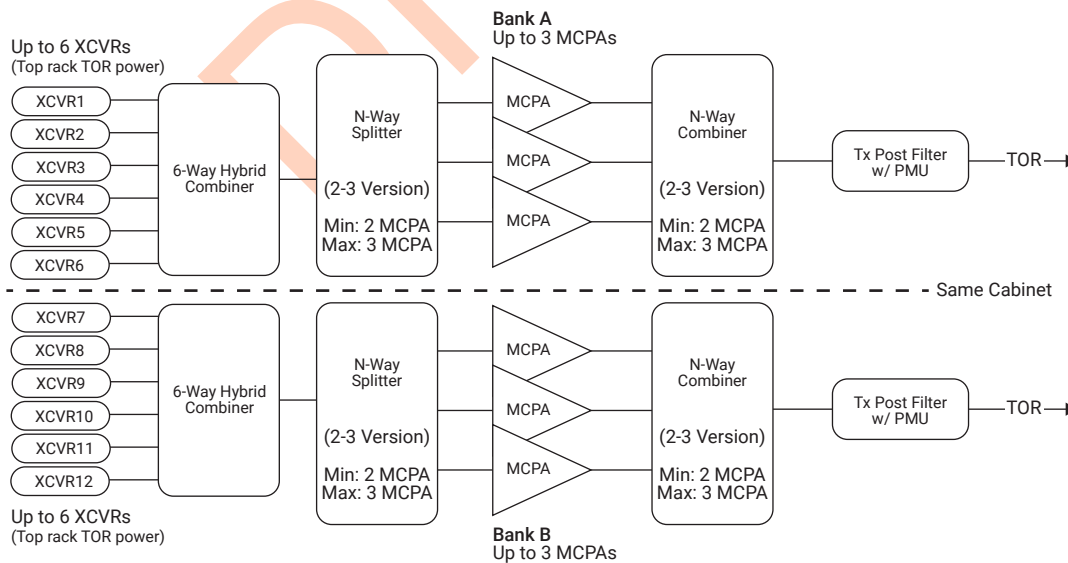 Bank A
Up to 3 MCPAs
Up to 6 XCVRs
(Top rack TOR power)
XCVR1
XCVR2
XCVR3
XCVR4
XCVR5
XCVR6
6-Way Hybrid
Combiner
N-Way
Splitter
(2-3 Version)
Min: 2 MCPA
Max: 3 MCPA
MCPA
MCPA
MCPA
N-Way
Combiner
(2-3 Version)
Min: 2 MCPA
Max: 3 MCPA
Tx Post Filter
w/ PMU
TOR
Same Cabinet
XCVR7
XCVR8
XCVR9
XCVR10
XCVR11
XCVR12
Up to 6 XCVRs
(Top rack TOR power)
6-Way Hybrid
Combiner
N-Way
Splitter
(2-3 Version)
Min: 2 MCPA
Max: 3 MCPA
MCPA
MCPA
MCPA
Bank B
Up to 3 MCPAs
N-Way
Combiner
(2-3 Version)
Min: 2 MCPA
Max: 3 MCPA
Tx Post Filter
w/ PMU
TOR